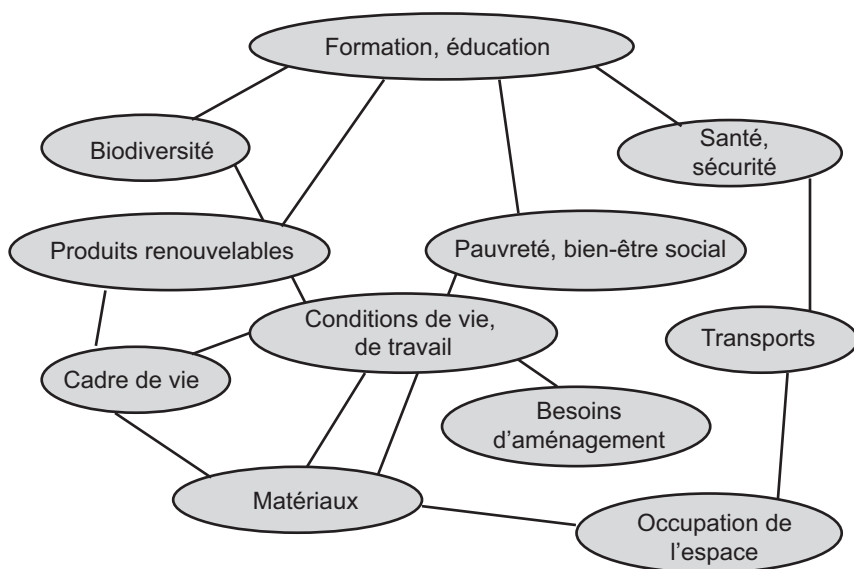 Formation, éducation
Biodiversité
Santé,
sécurité
Produits renouvelables
Pauvreté, bien-être social
Conditions de vie,
de travail
Transports
Cadre de vie
Besoins
d’aménagement
Matériaux
Occupation de
l’espace